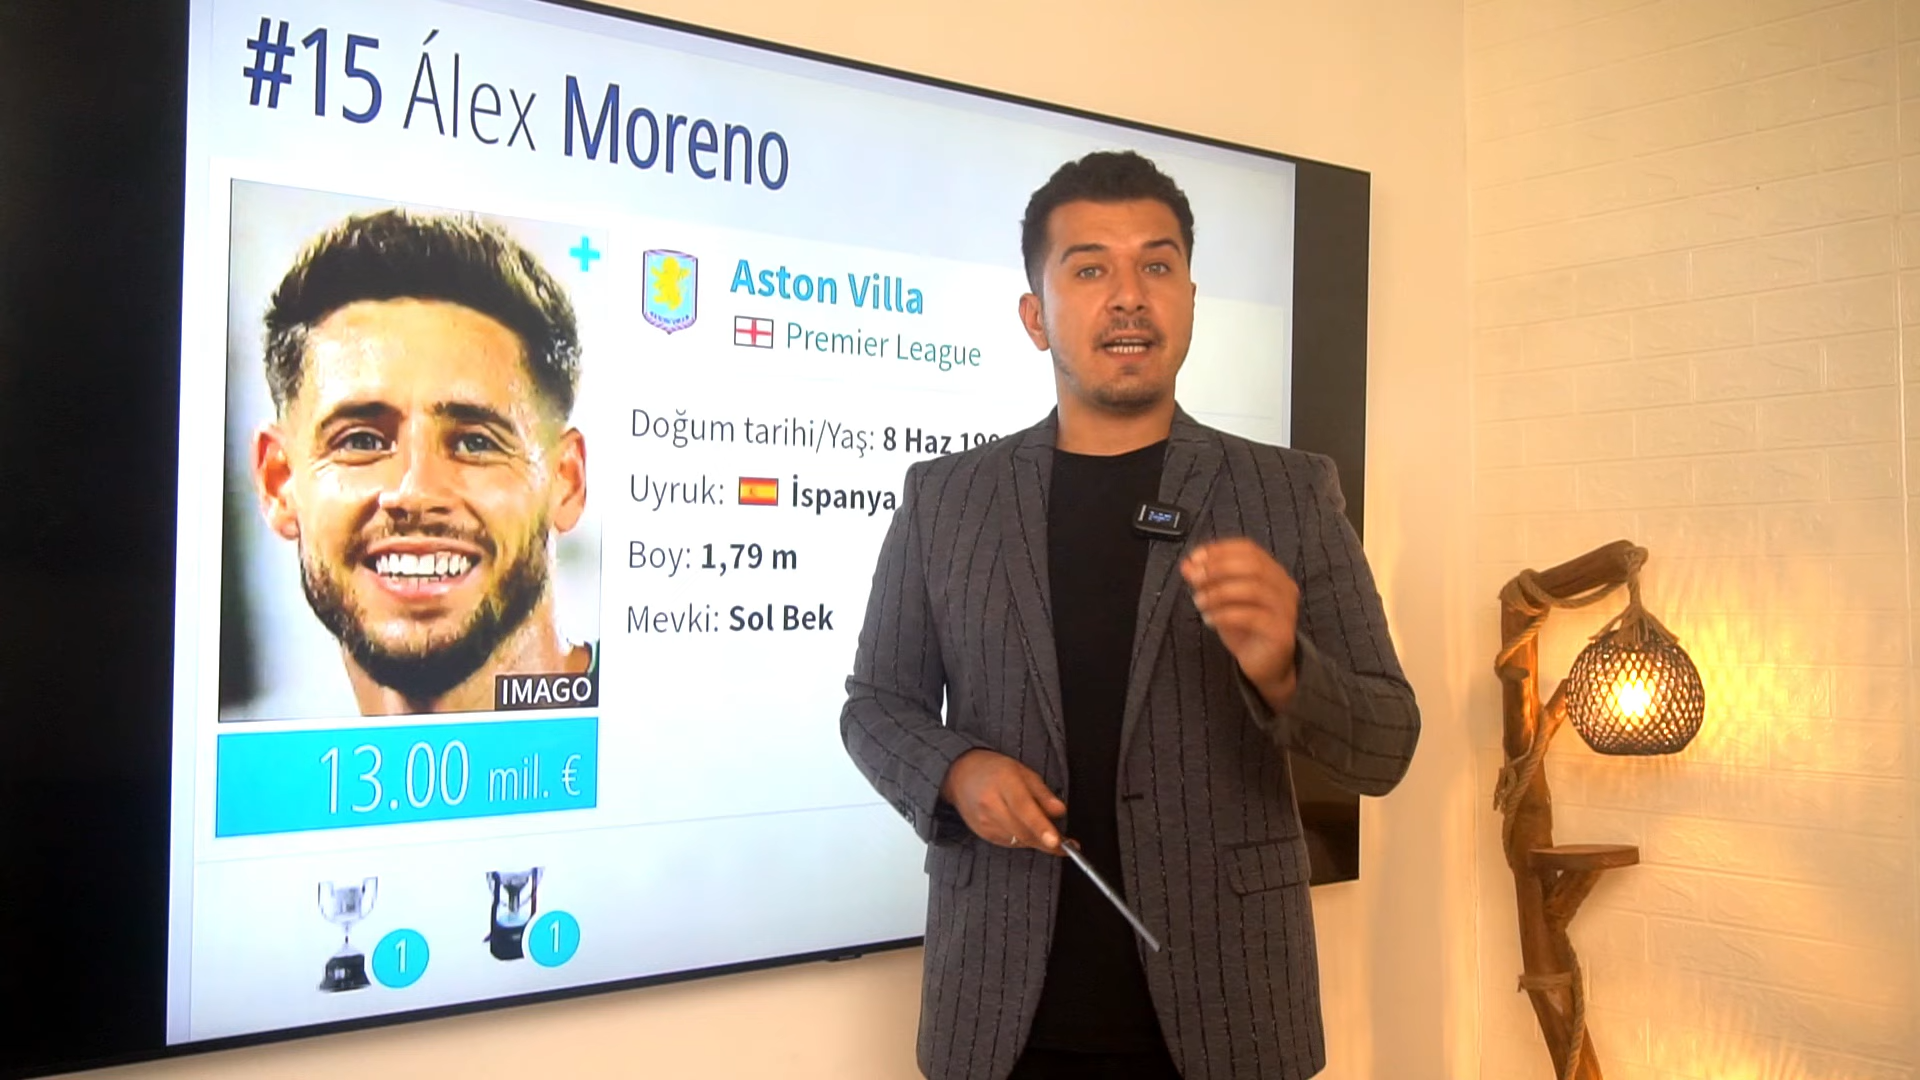 #15 Álex Moreno
Aston Villa
Premier League
Doğum tarihi/Yaş: 8 Haz
Uyruk: İspanya
Boy: 1,79 m
Mevki: Sol Bek
IMAGO
13.00 mil. €
1
1